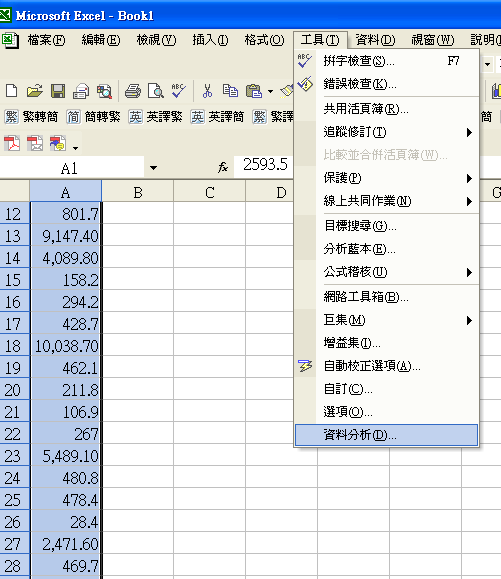 Microsoft Excel - Book1
檔案(F) 編輯(E) 檢視(V) 插入(I) 格式(O) 工具(T) 資料(D) 視窗(W) 說明(
繁 繁轉簡 簡 簡轉繁 英 英譯繁 英 英譯簡 繁 繁譯英 簡
A1 fx 2593.5
A B C D G
12 801.7
13 9,147.40
14 4,089.80
15 158.2
16 294.2
17 428.7
18 10,038.70
19 462.1
20 211.8
21 106.9
22 267
23 5,489.10
24 480.8
25 478.4
26 28.4
27 2,471.60
28 469.7
拼字檢查(S)... F7
錯誤檢查(K)...
共用活頁簿(R)...
追蹤修訂(T)
比較並合併活頁簿(W)...
保護(P)
線上共同作業(N)
目標搜尋(G)...
分析藍本(E)...
公式稽核(U)
網路工具箱(B)...
巨集(M)
增益集(I)...
自動校正選項(A)...
自訂(C)...
選項(O)...
資料分析(D)...